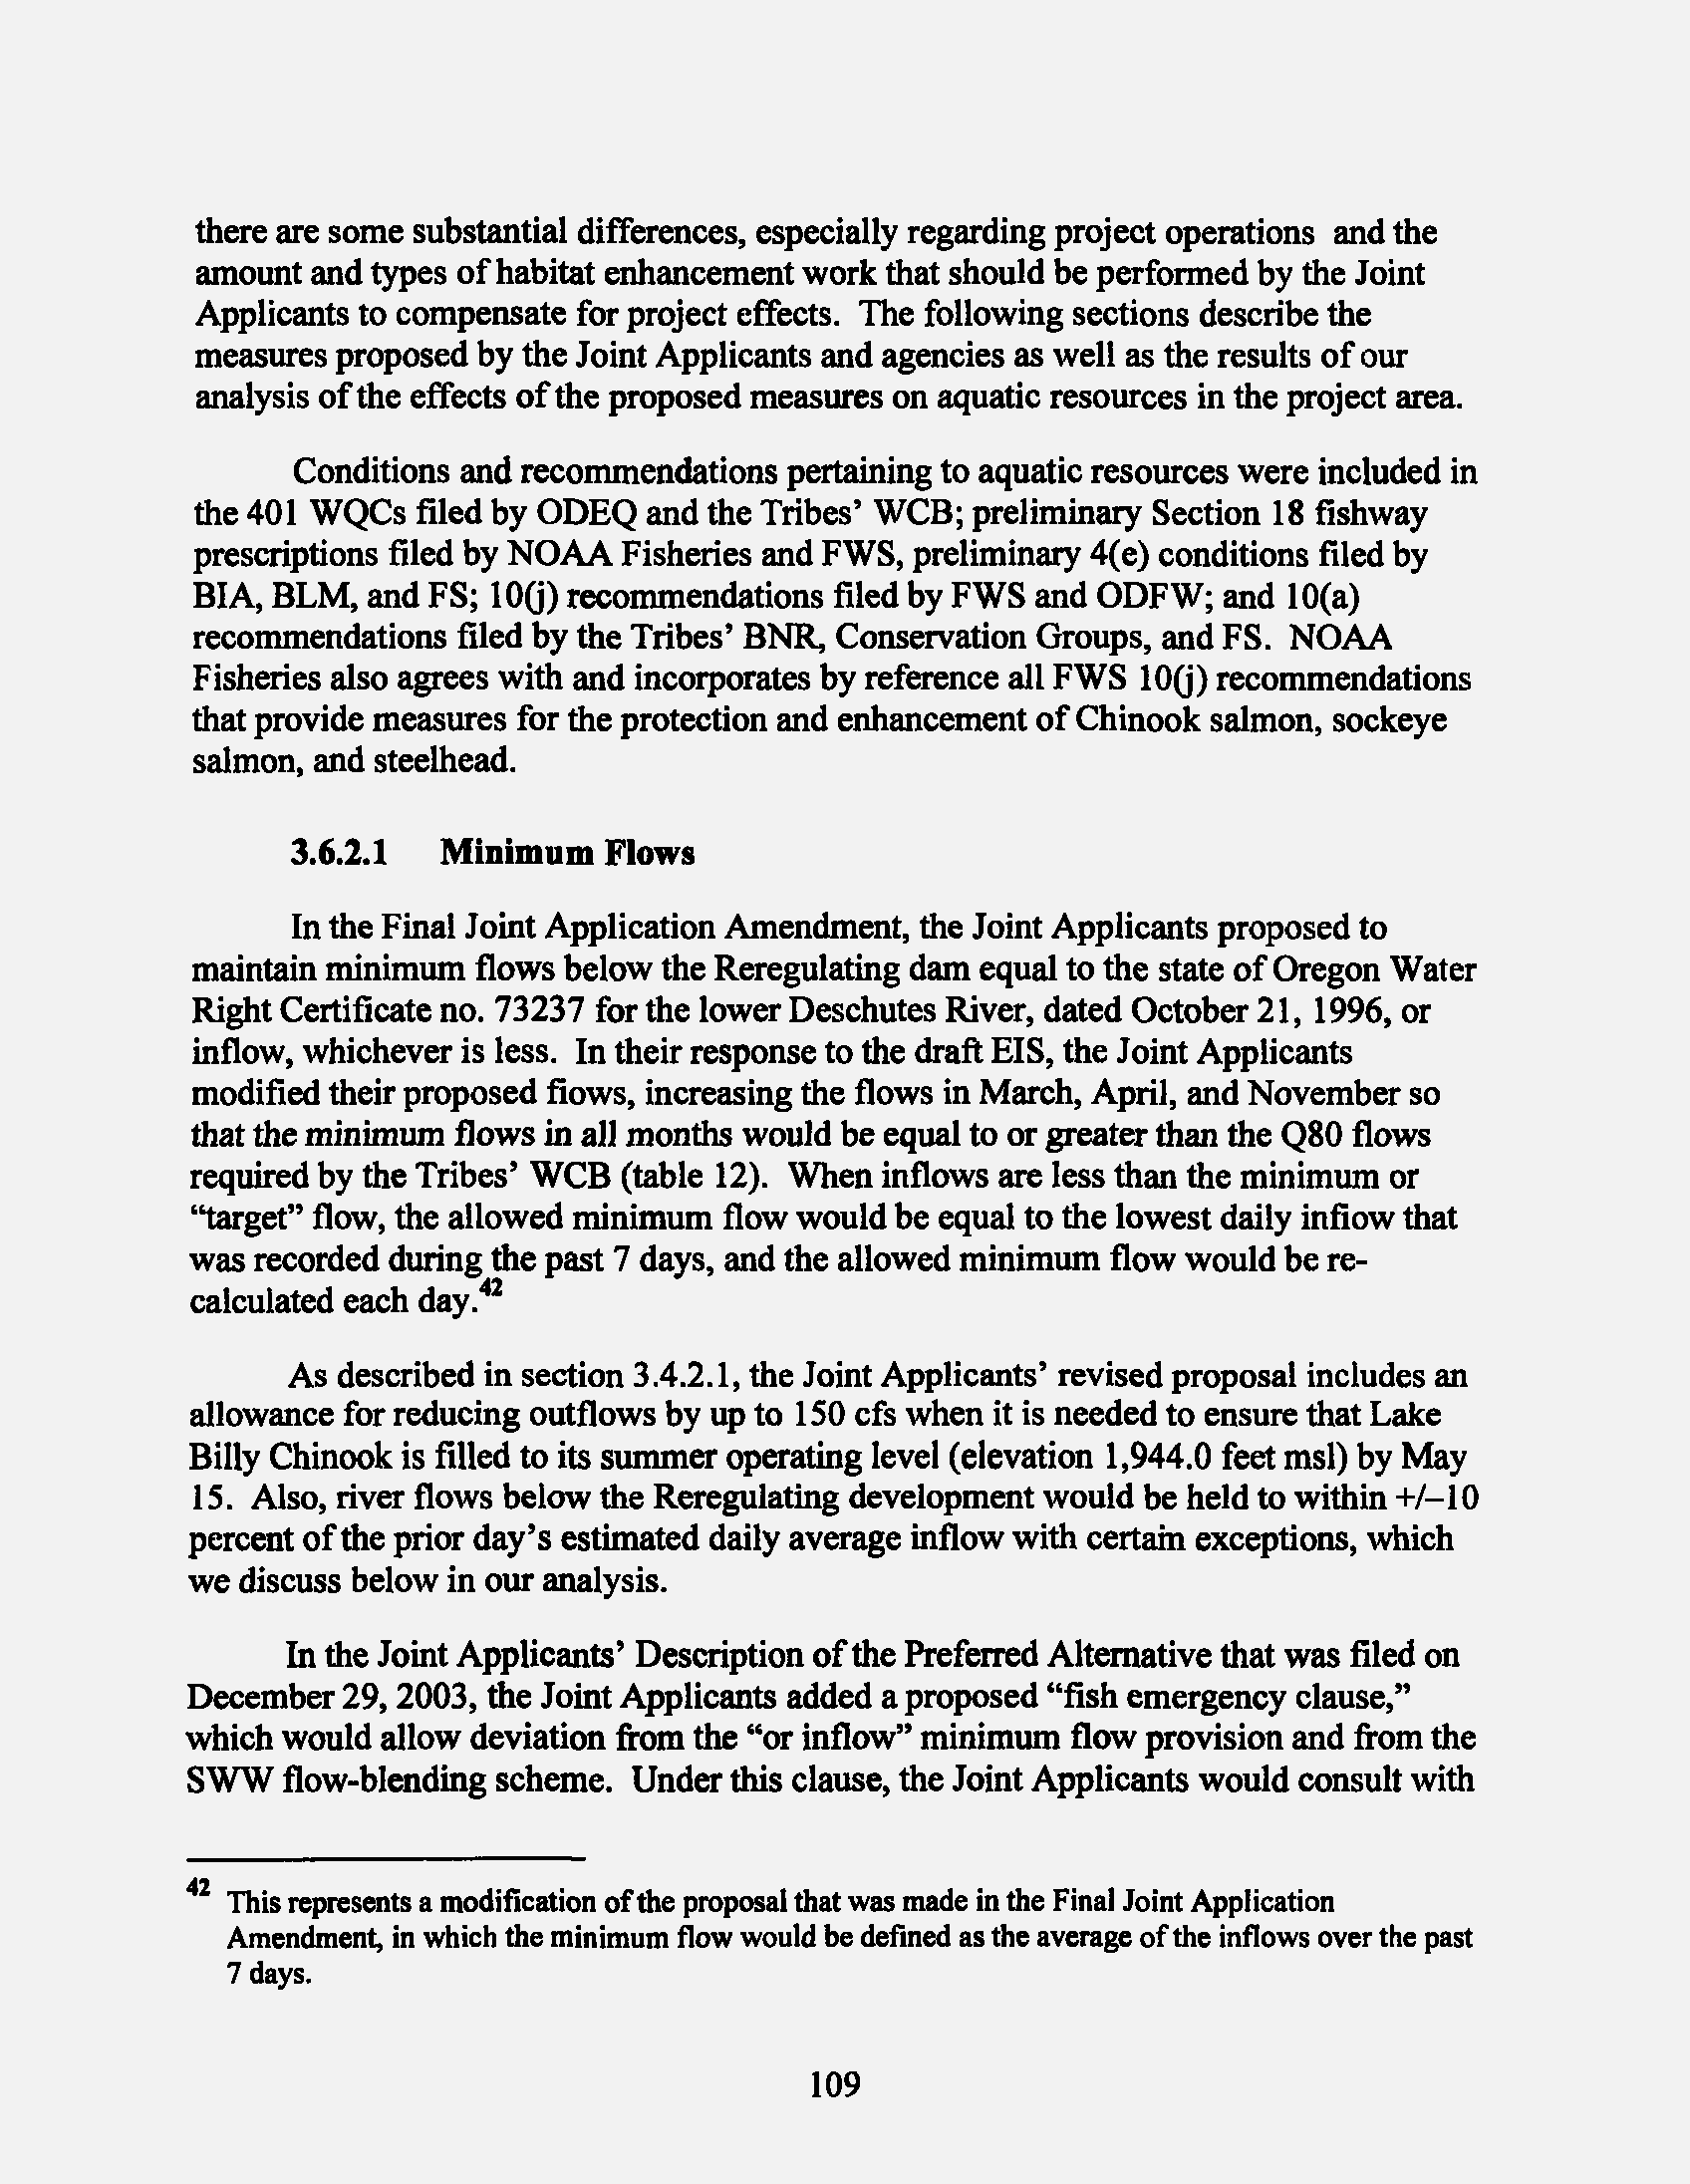 there are some substantial differences, especially regarding project operations and the
amount and types of habitat enhancement work that should be performed by the Joint
Applicants to compensate for project effects. The following sections describe the
measures proposed by the Joint Applicants and agencies as well as the results of our
analysis of the effects of the proposed measures on aquatic resources in the project area.
Conditions and recommendations pertaining to aquatic resources were included in
the 401 WQCs filed by ODEQ and the Tribes’ WCB; preliminary Section 18 fishway
prescriptions filed by NOAA Fisheries and FWS, preliminary 4(e) conditions filed by
BIA, BLM, and FS; 10(j) recommendations filed by FWS and ODFW; and 10(a)
recommendations filed by the Tribes’ BNR, Conservation Groups, and FS. NOAA
Fisheries also agrees with and incorporates by reference all FWS 10(j) recommendations
that provide measures for the protection and enhancement of Chinook salmon, sockeye
salmon, and steelhead.
3.6.2.1 Minimum Flows
In the Final Joint Application Amendment, the Joint Applicants proposed to
maintain minimum flows below the Reregulating dam equal to the state of Oregon Water
Right Certificate no. 73237 for the lower Deschutes River, dated October 21, 1996, or
inflow, whichever is less. In their response to the draft EIS, the Joint Applicants
modified their proposed flows, increasing the flows in March, April, and November so
that the minimum flows in all months would be equal to or greater than the Q80 flows
required by the Tribes’ WCB (table 12). When inflows are less than the minimum or
“target” flow, the allowed minimum flow would be equal to the lowest daily inflow that
was recorded during the past 7 days, and the allowed minimum flow would be re-
calculated each day.42
As described in section 3.4.2.1, the Joint Applicants’ revised proposal includes an
allowance for reducing outflows by up to 150 cfs when it is needed to ensure that Lake
Billy Chinook is filled to its summer operating level (elevation 1,944.0 feet msl) by May
15. Also, river flows below the Reregulating development would be held to within +/–10
percent of the prior day’s estimated daily average inflow with certain exceptions, which
we discuss below in our analysis.
In the Joint Applicants’ Description of the Preferred Alternative that was filed on
December 29, 2003, the Joint Applicants added a proposed “fish emergency clause,”
which would allow deviation from the “or inflow” minimum flow provision and from the
SWW flow-blending scheme. Under this clause, the Joint Applicants would consult with
42 This represents a modification of the proposal that was made in the Final Joint Application
Amendment, in which the minimum flow would be defined as the average of the inflows over the past
7 days.
109